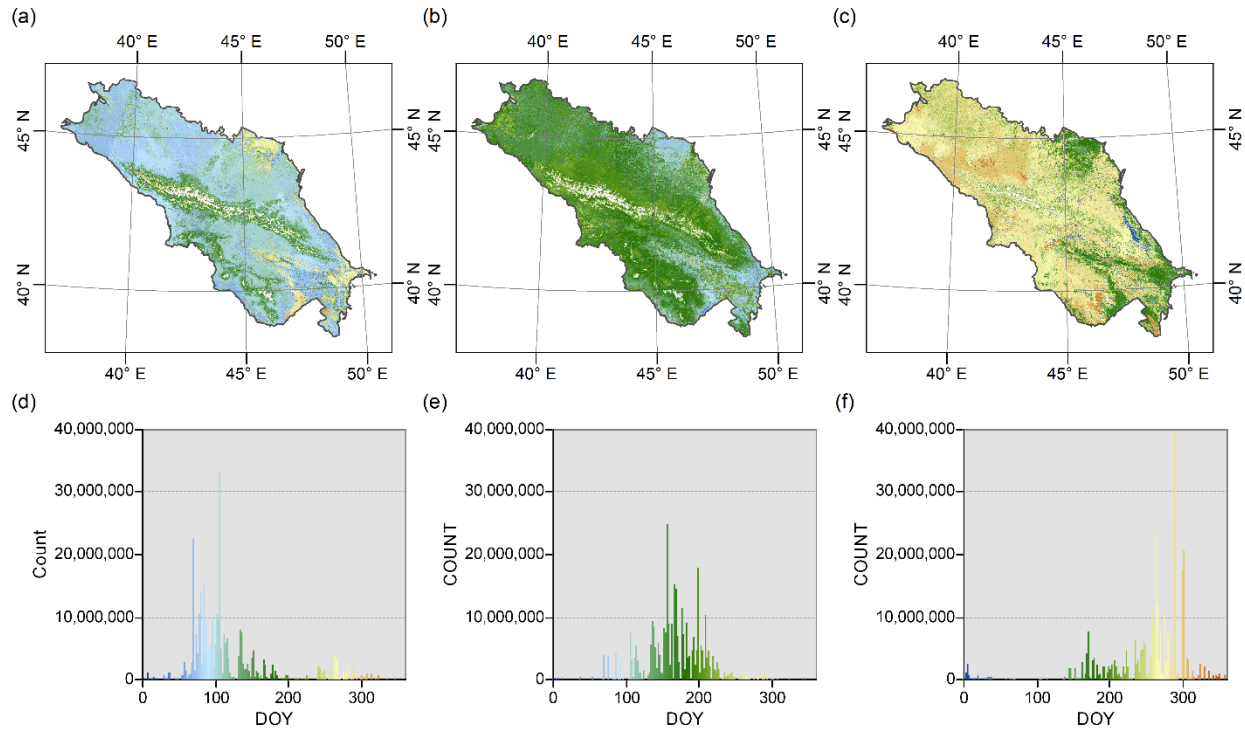 (a) (b) (c)
40° E 45° E 50° E 40° E 45° E 50° E 40° E 45° E 50° E
45° N 45° N 45° N 45° N 45° N 45° N
40° N 40° N 40° N 40° N 40° N 40° N
40° E 45° E 50° E 40° E 45° E 50° E 40° E 45° E 50° E
(d) (e) (f)
40,000,000 40,000,000 40,000,000
30,000,000 30,000,000 30,000,000
Count COUNT COUNT
20,000,000 20,000,000 20,000,000
10,000,000 10,000,000 10,000,000
0 0 0
0 100 200 300 0 100 200 300 0 100 200 300
DOY DOY DOY